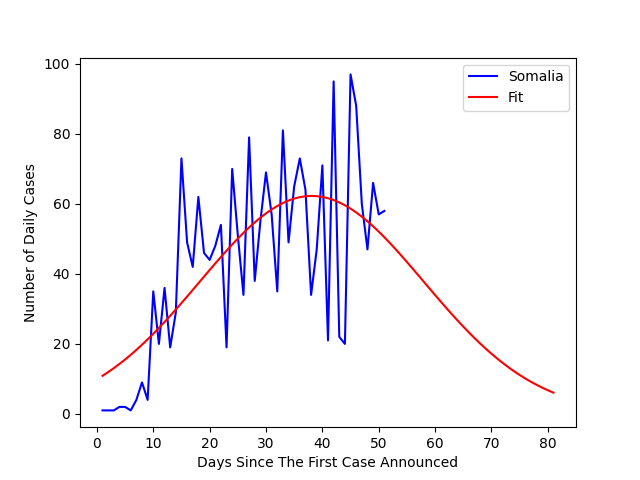 Somalia
Fit
Number of Daily Cases
100
80
60
40
20
0
0 10 20 30 40 50 60 70 80
Days Since The First Case Announced